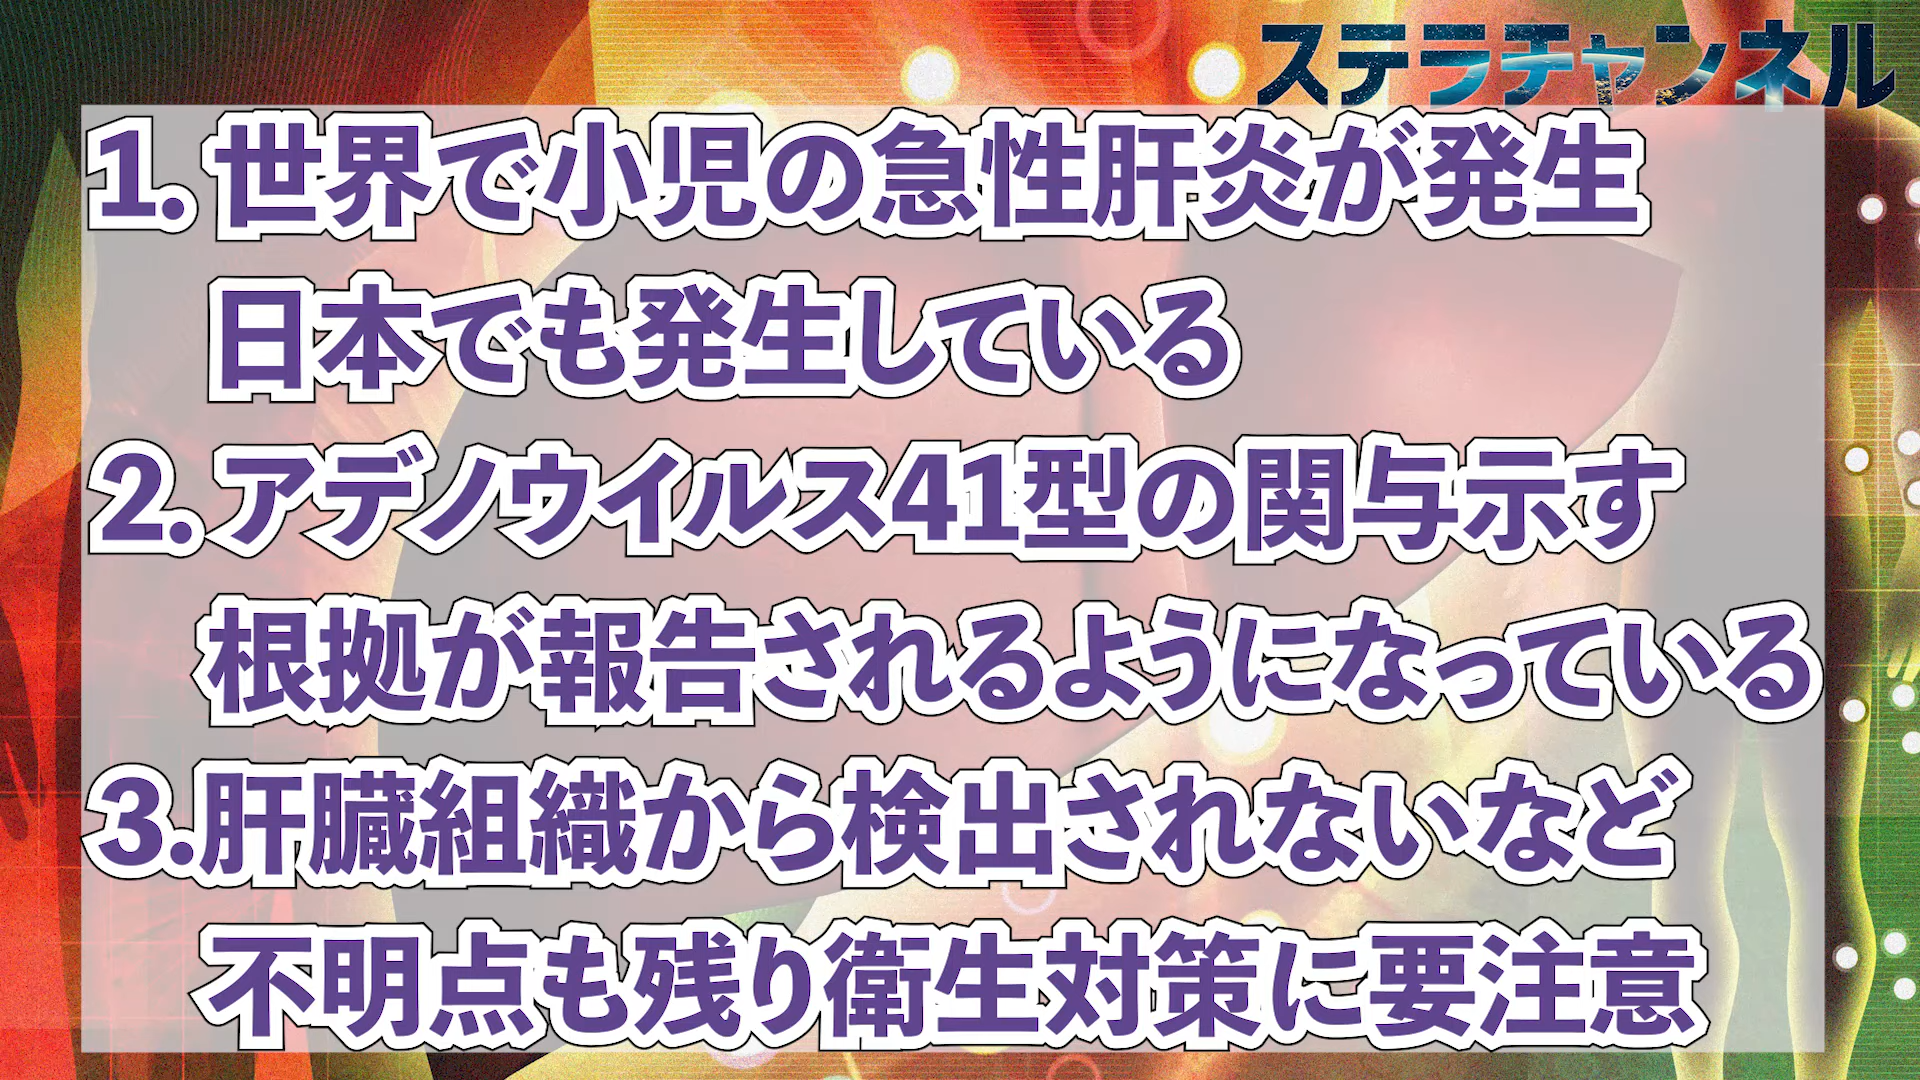 ステラチャンネル
1. 世界で小児の急性肝炎が発生
日本でも発生している
2. アデノウイルス41型の関与示す
根拠が報告されるようになっている
3.肝臓組織から検出されないなど
不明点も残り衛生対策に要注意